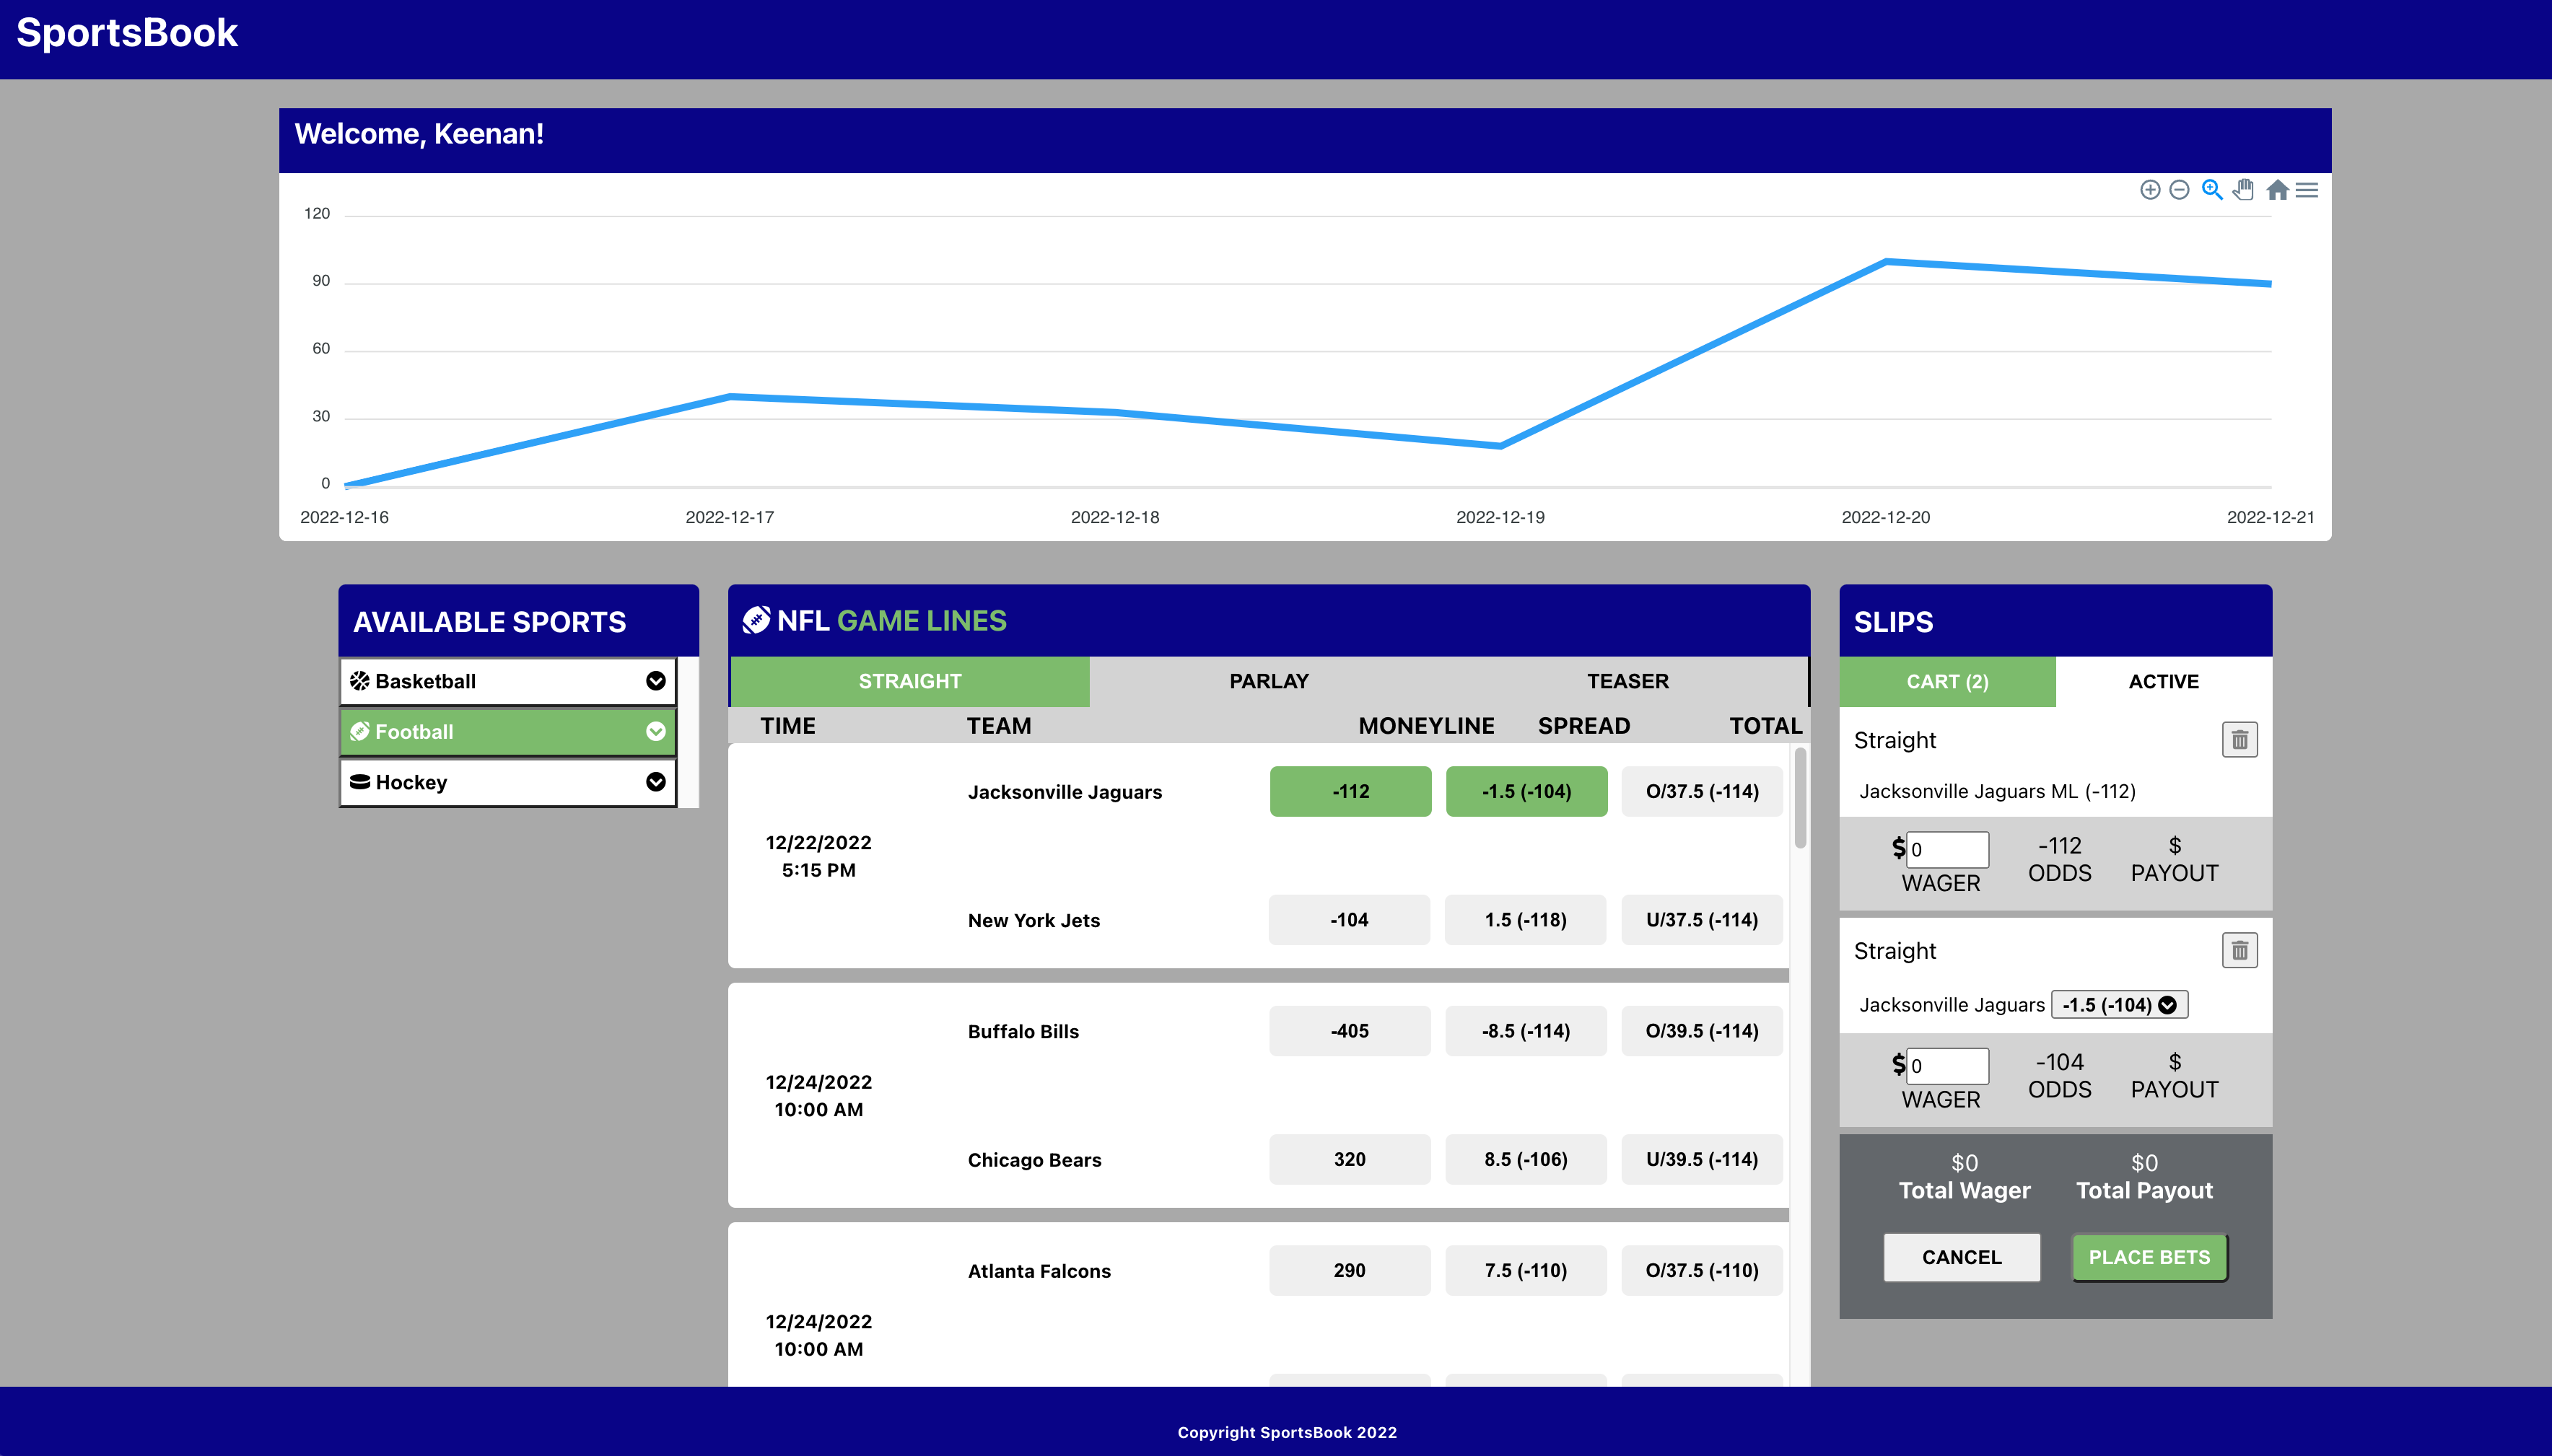 SportsBook
Welcome, Keenan!
120
90
60
30
0
2022-12-16 2022-12-17 2022-12-18 2022-12-19 2022-12-20 2022-12-21
AVAILABLE SPORTS
Basketball
Football
Hockey
NFL GAME LINES
STRAIGHT PARLAY TEASER
TIME TEAM MONEYLINE SPREAD TOTAL
Jacksonville Jaguars -112 -1.5 (-104) O/37.5 (-114)
12/22/2022
5:15 PM
New York Jets -104 1.5 (-118) U/37.5 (-114)
Buffalo Bills -405 -8.5 (-114) O/39.5 (-114)
12/24/2022
10:00 AM
Chicago Bears 320 8.5 (-106) U/39.5 (-114)
Atlanta Falcons 290 7.5 (-110) O/37.5 (-110)
12/24/2022
10:00 AM
SLIPS
CART (2) ACTIVE
Straight
Jacksonville Jaguars ML (-112)
$ 0 -112 $
WAGER ODDS PAYOUT
Straight
Jacksonville Jaguars -1.5 (-104)
$ 0 -104 $
WAGER ODDS PAYOUT
$0 $0
Total Wager Total Payout
CANCEL PLACE BETS
Copyright SportsBook 2022